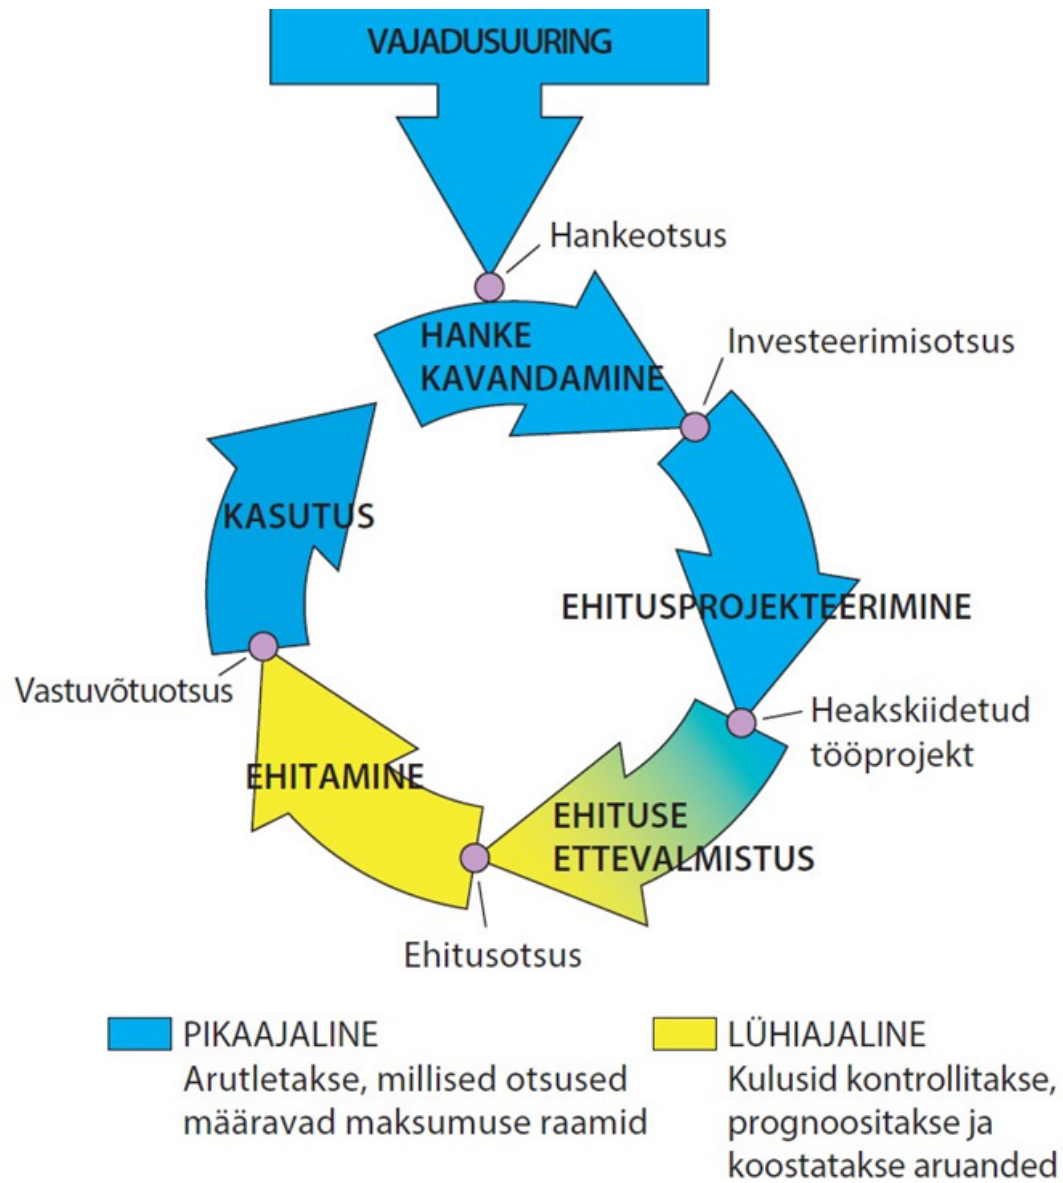 VAJADUSUURING
Hankeotsus
HANKE
KAVANDAMINE
Investeerimisotsus
KASUTUS
EHITUSPROJEKTEERIMINE
Vastuvõtuotsus
Heakskiidetud
tööprojekt
EHITAMINE
EHITUSE
ETTEVALMISTUS
Ehitusotsus
PIKAAJALINE
Arutletakse, millised otsused
määravad maksumuse raamid
LÜHIAJALINE
Kulusid kontrollitakse,
prognoositakse ja
koostatakse aruanded